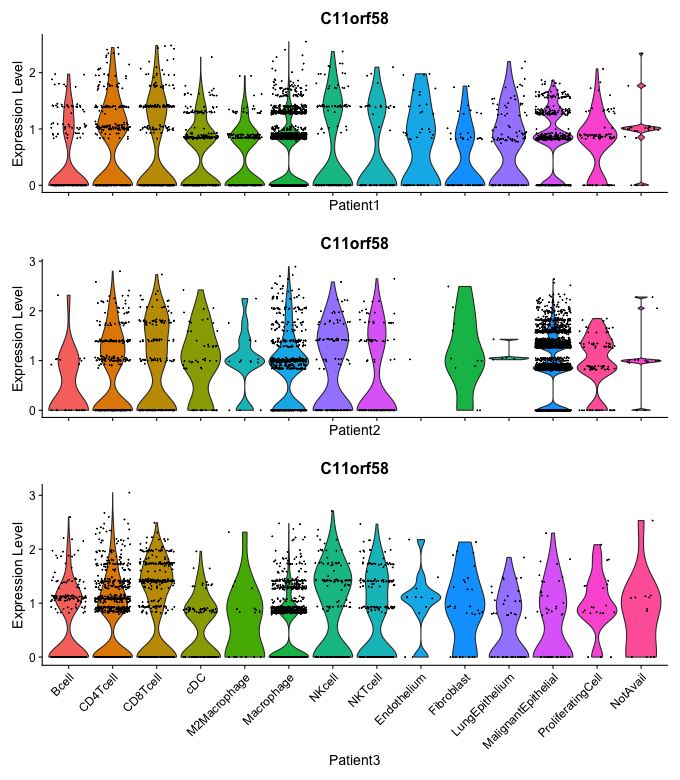 C11orf58
Expression Level
2
1
0
Patient1
C11orf58
Expression Level
3
2
1
0
Patient2
C11orf58
Expression Level
3
2
1
0
Bcell
CD4Tcell
CD8Tcell
cDC
M2Macrophage
Macrophage
NKcell
NKTcell
Endothelium
Fibroblast
LungEpithelium
MalignantEpithelial
ProliferatingCell
NotAvail
Patient3